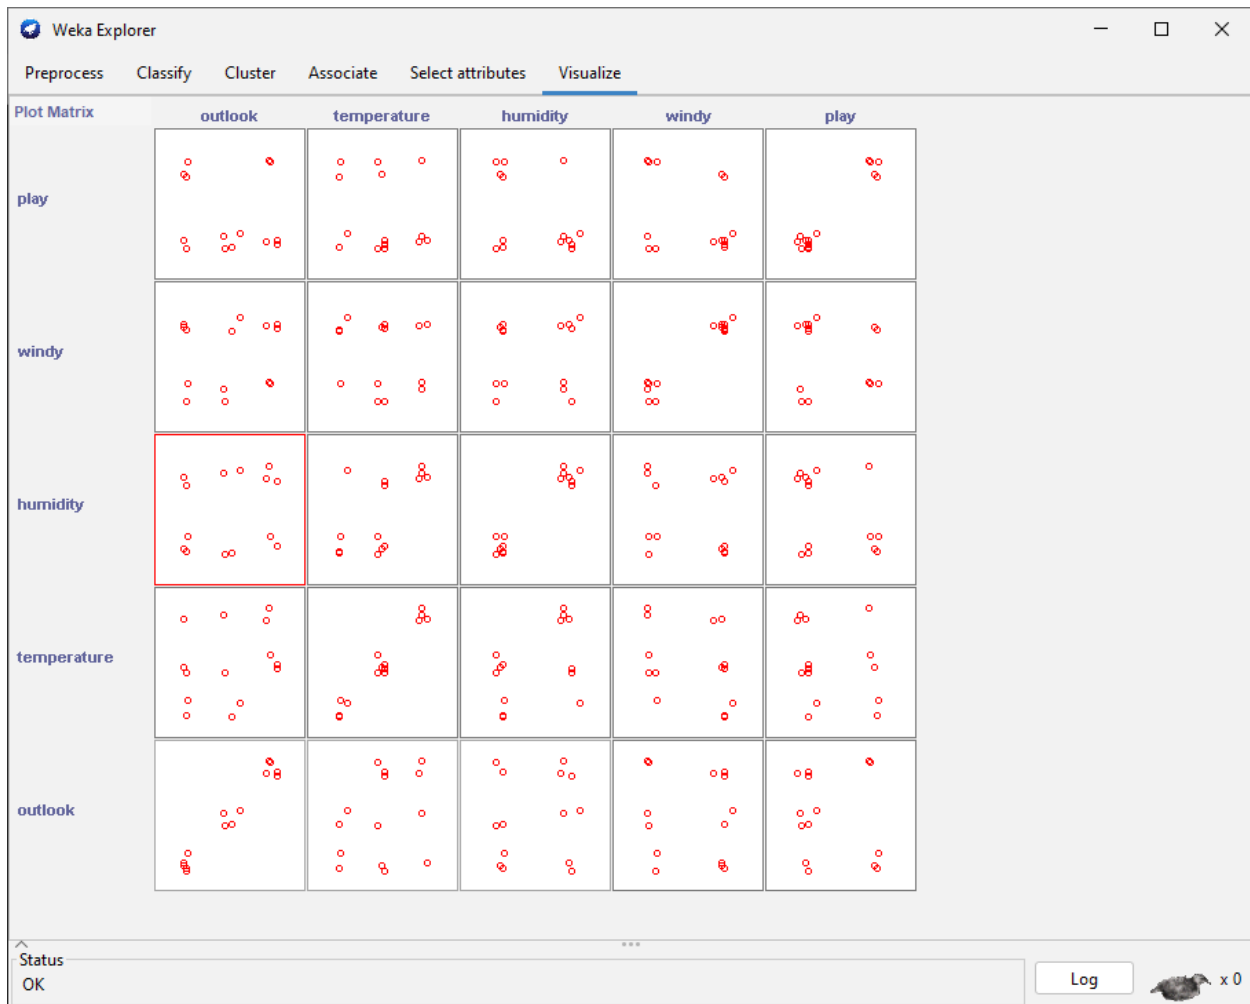 Weka Explorer
Preprocess Classify Cluster Associate Select attributes Visualize
Plot Matrix outlook temperature humidity windy play
play
windy
humidity
temperature
outlook
Status
OK
Log x 0